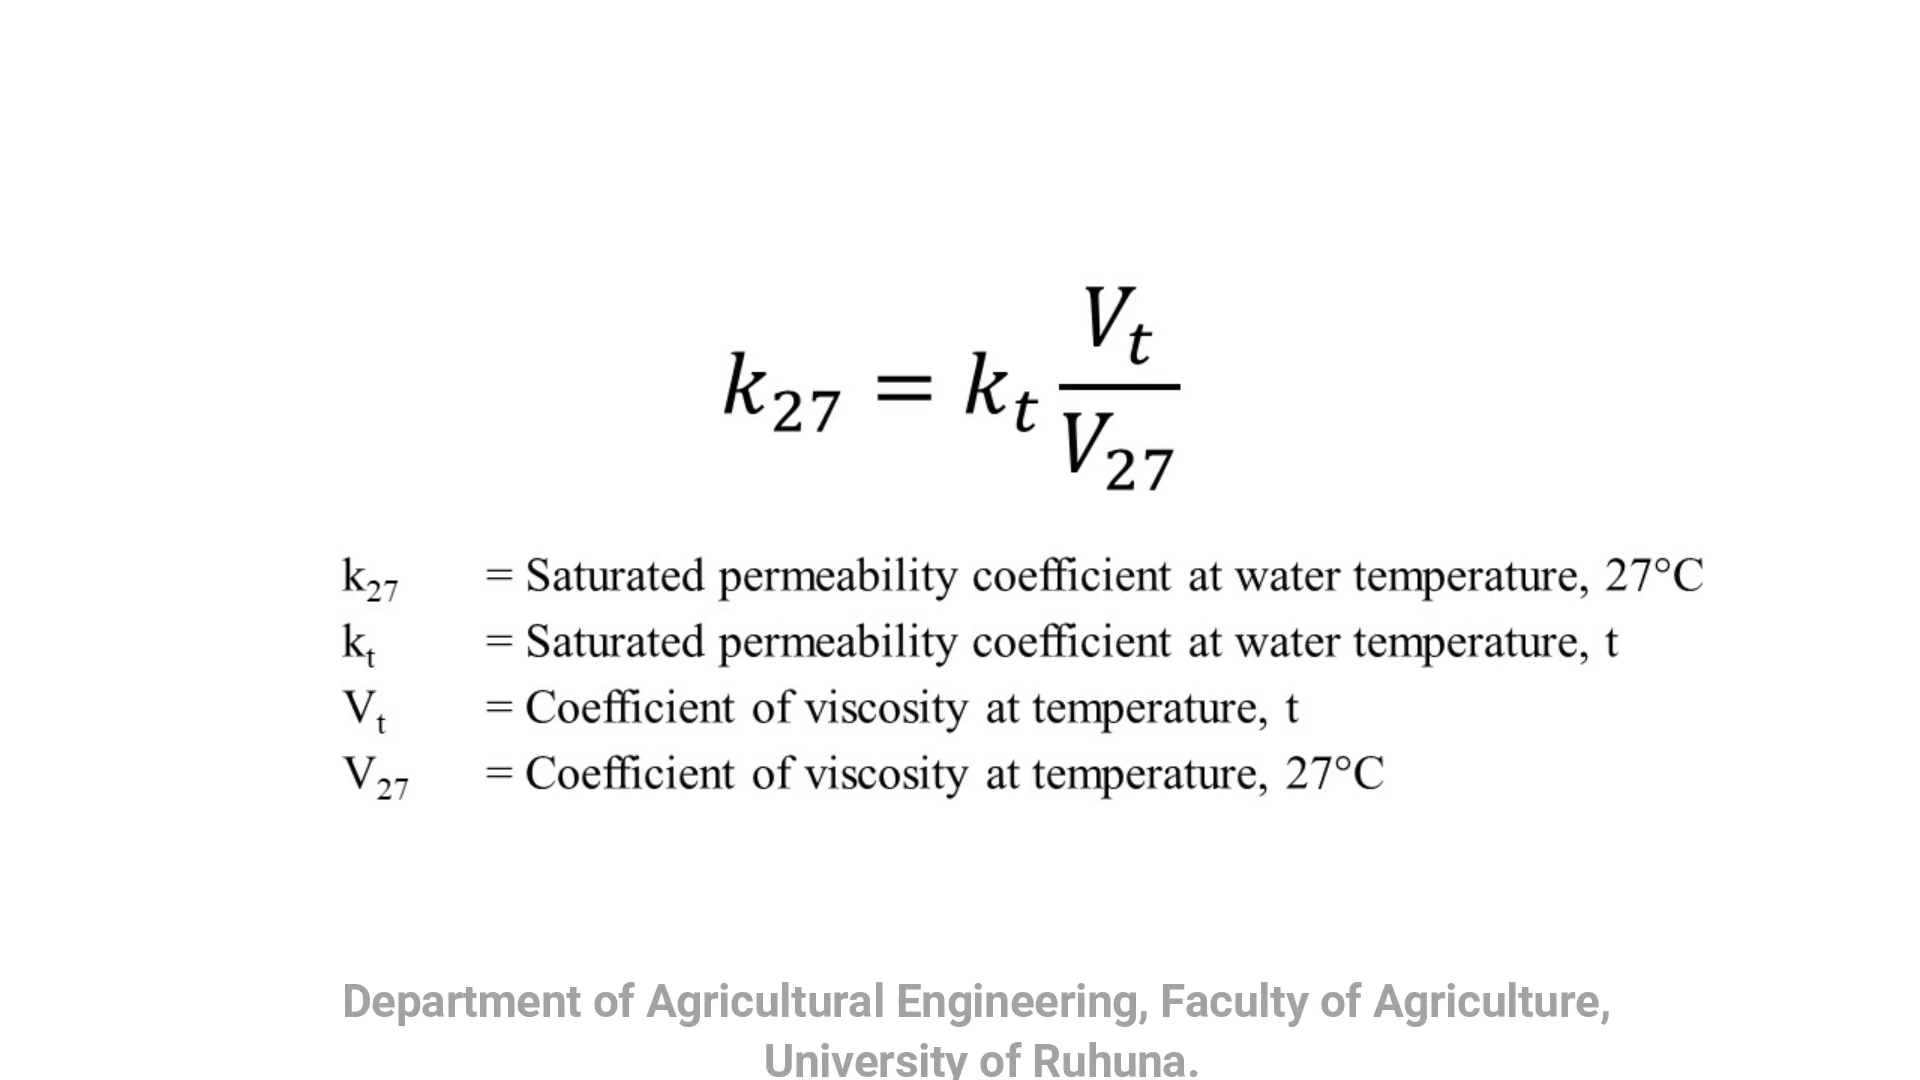 k₂₇ = kₜ Vₜ / V₂₇
k₂₇ = Saturated permeability coefficient at water temperature, 27°C
kₜ = Saturated permeability coefficient at water temperature, t
Vₜ = Coefficient of viscosity at temperature, t
V₂₇ = Coefficient of viscosity at temperature, 27°C
Department of Agricultural Engineering, Faculty of Agriculture,
University of Ruhuna.